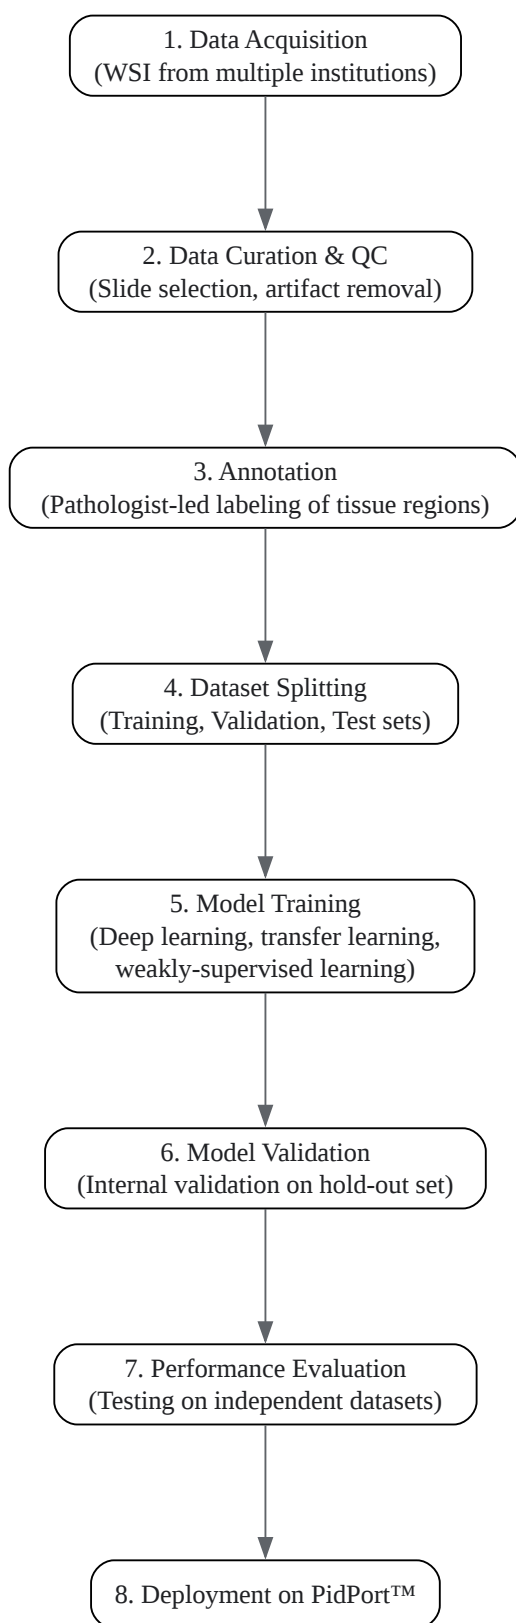 1. Data Acquisition
(WSI from multiple institutions)
2. Data Curation & QC
(Slide selection, artifact removal)
3. Annotation
(Pathologist-led labeling of tissue regions)
4. Dataset Splitting
(Training, Validation, Test sets)
5. Model Training
(Deep learning, transfer learning,
weakly-supervised learning)
6. Model Validation
(Internal validation on hold-out set)
7. Performance Evaluation
(Testing on independent datasets)
8. Deployment on PidPort™